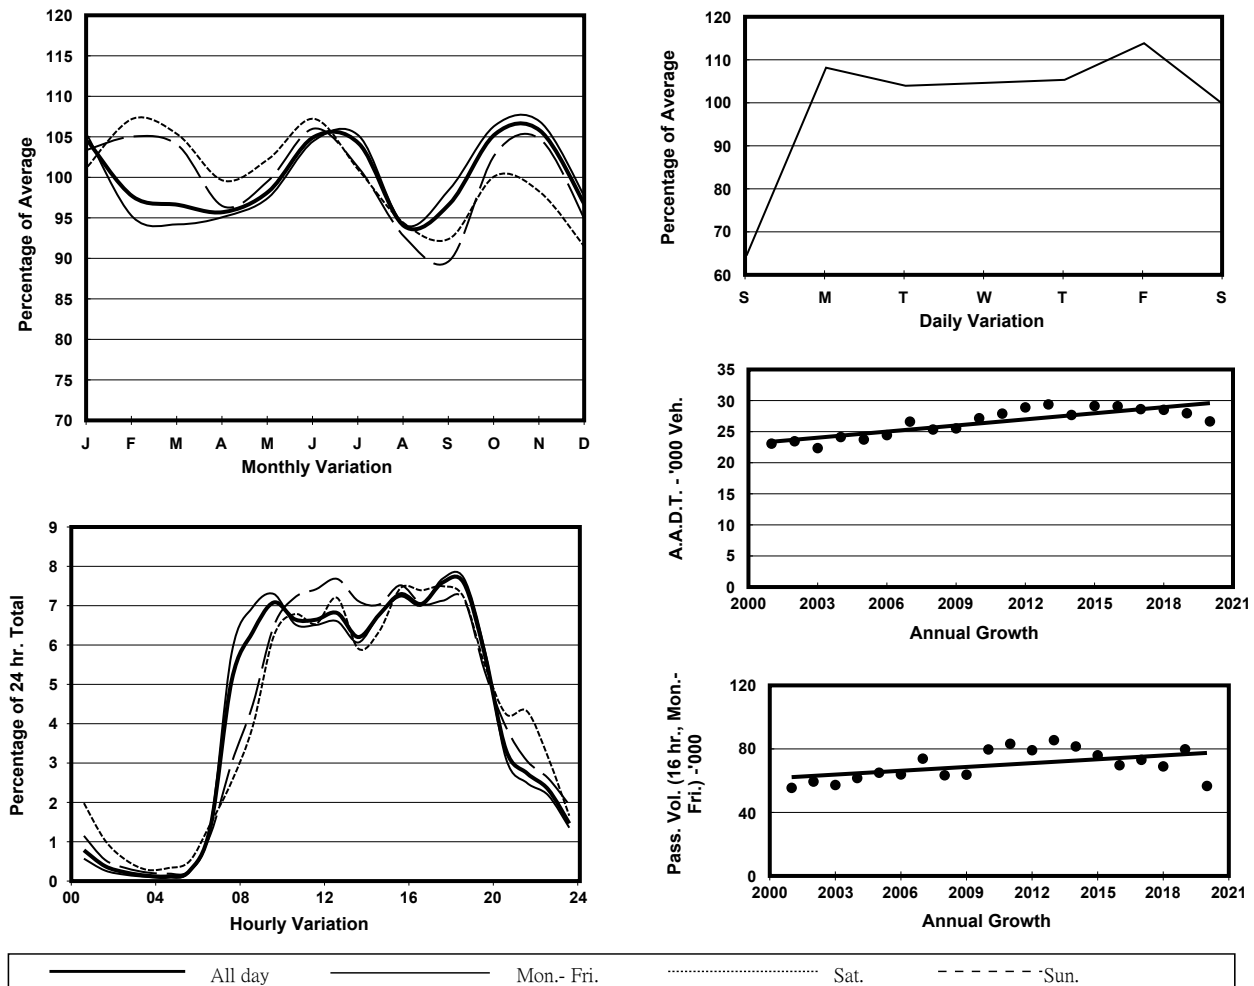 Percentage of Average
120
115
110
105
100
95
90
85
80
75
70
J F M A M J J A S O N D
Monthly Variation
Percentage of Average
120
110
100
90
80
70
60
S M T W T F S
Daily Variation
A.A.D.T. - '000 Veh.
35
30
25
20
15
10
5
0
2000 2003 2006 2009 2012 2015 2018 2021
Annual Growth
Percentage of 24 hr. Total
9
8
7
6
5
4
3
2
1
0
00 04 08 12 16 20 24
Hourly Variation
Pass. Vol. (16 hr., Mon.-
Fri.) -'000
120
80
40
0
2000 2003 2006 2009 2012 2015 2018 2021
Annual Growth
All day Mon.- Fri. Sat. Sun.